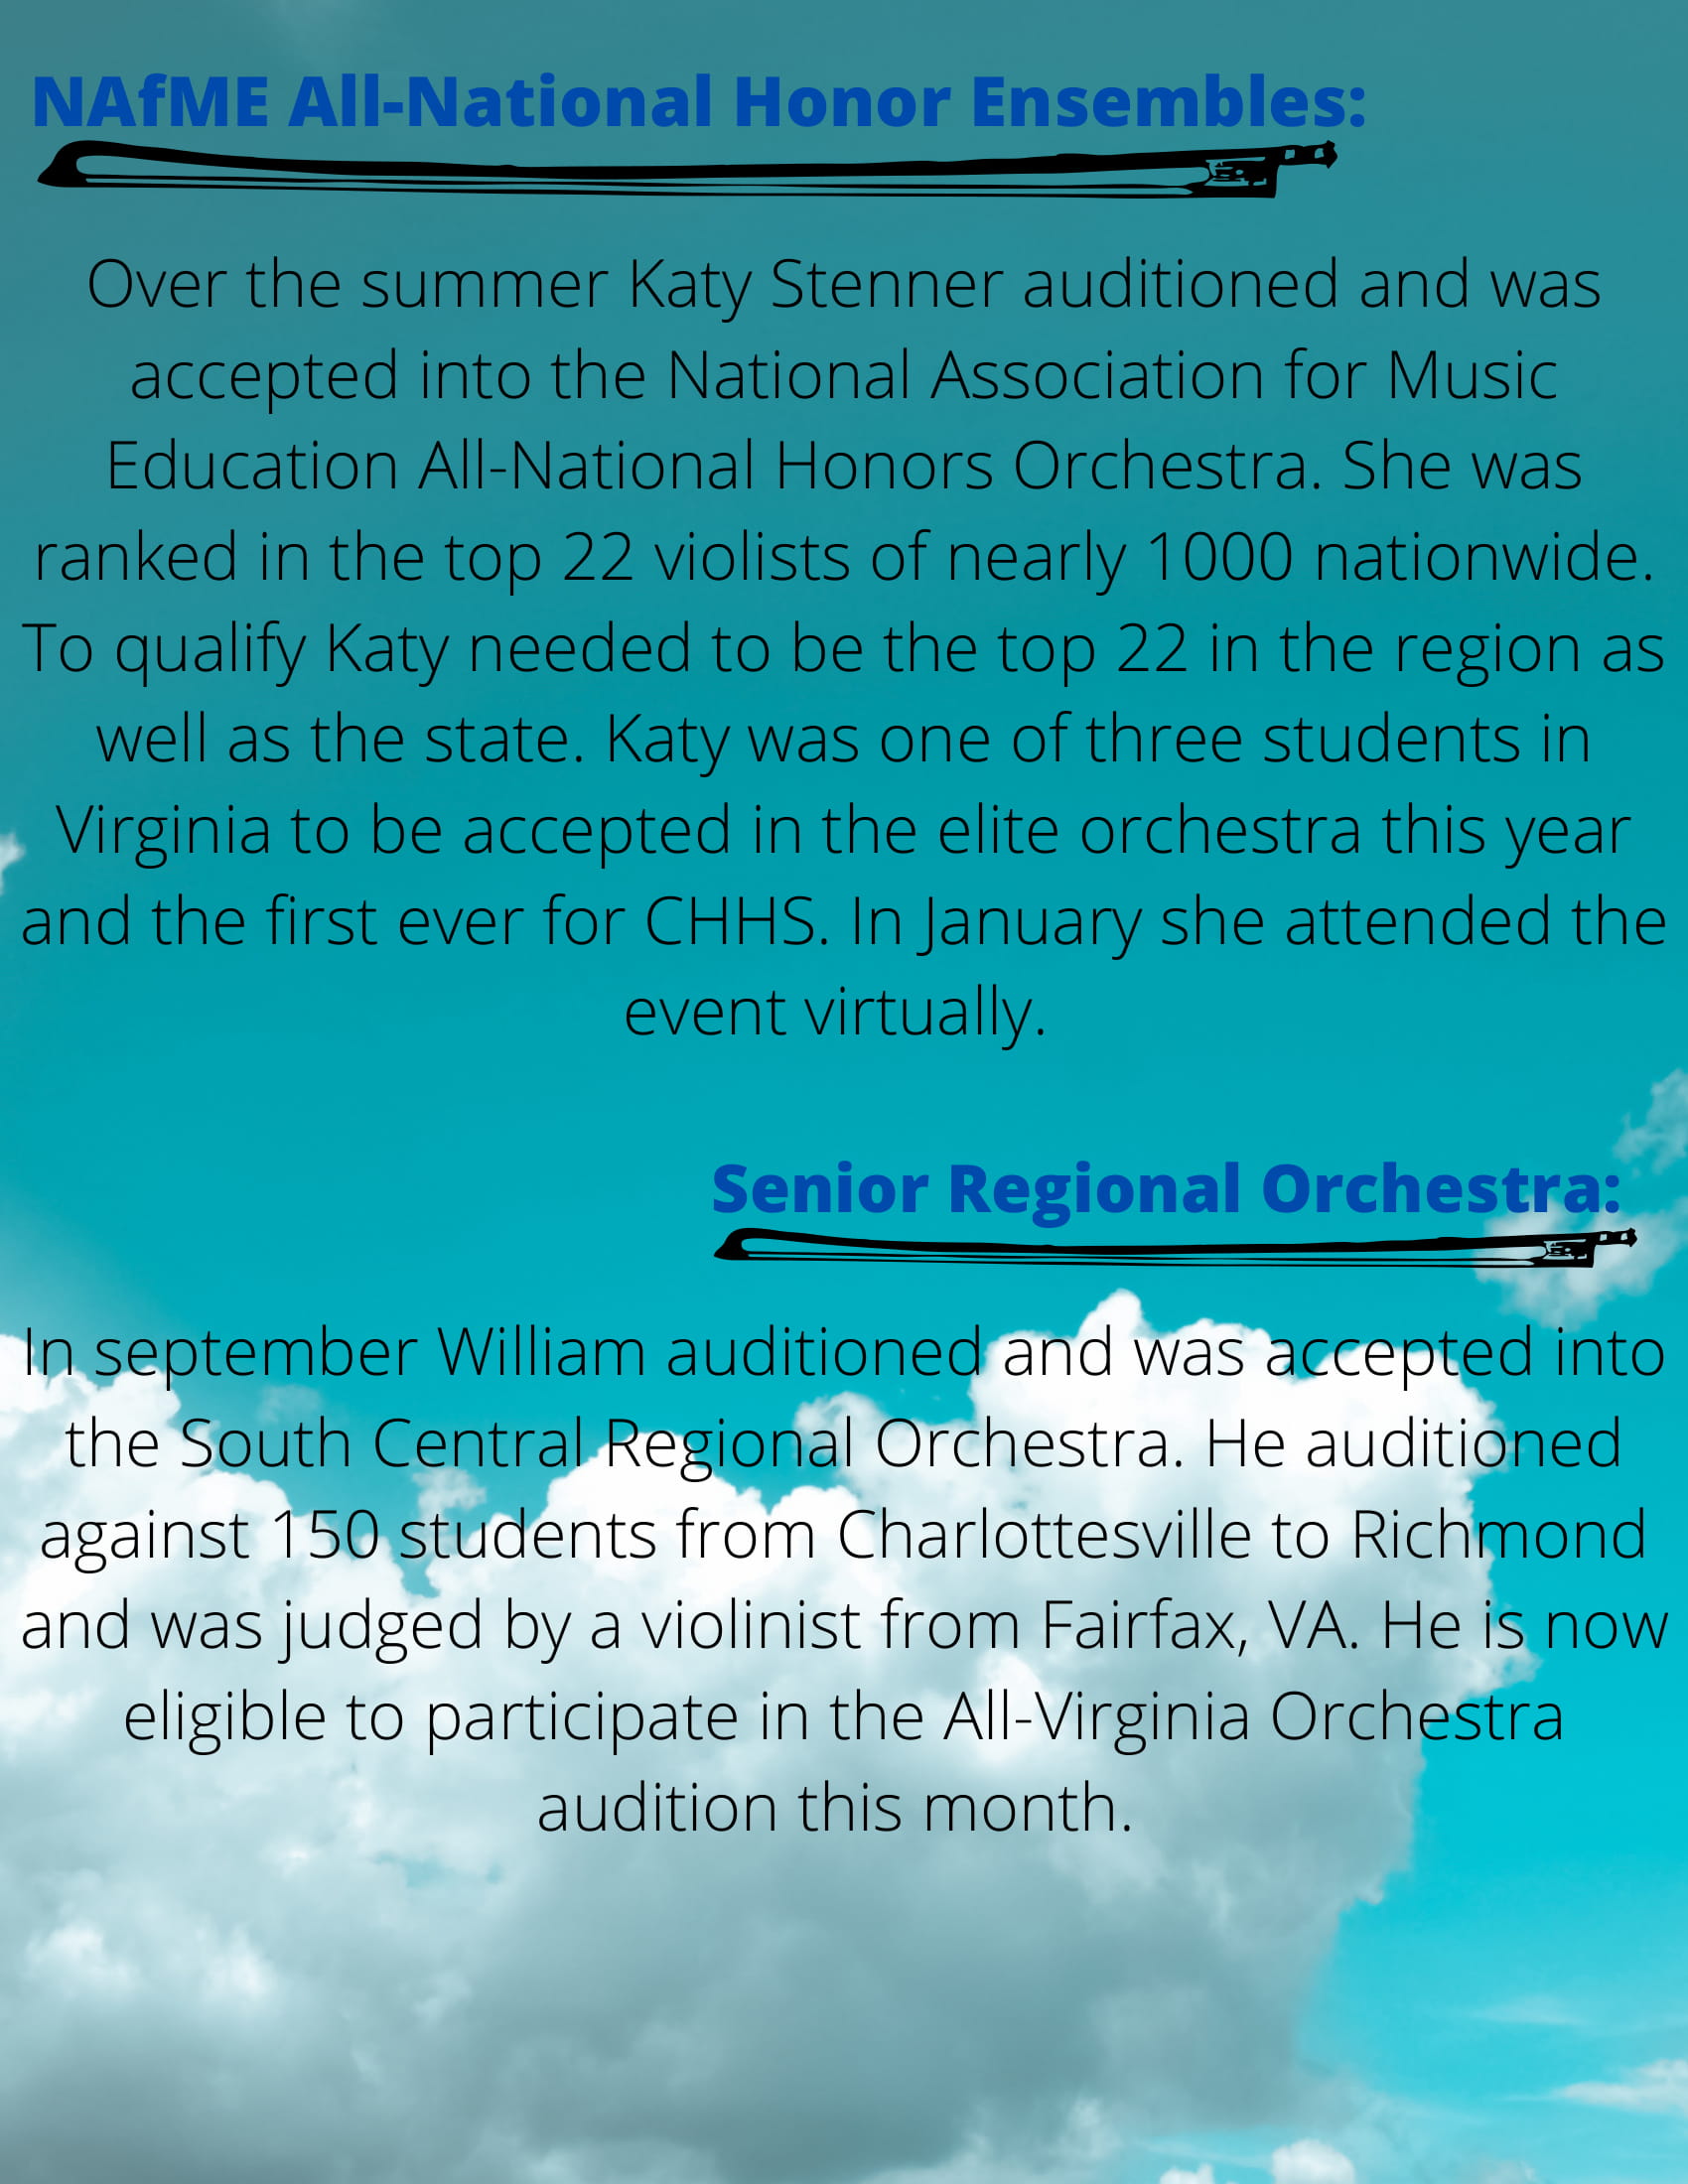 NAfME All-National Honor Ensembles:
Over the summer Katy Stenner auditioned and was
accepted into the National Association for Music
Education All-National Honors Orchestra. She was
ranked in the top 22 violists of nearly 1000 nationwide.
To qualify Katy needed to be the top 22 in the region as
well as the state. Katy was one of three students in
Virginia to be accepted in the elite orchestra this year
and the first ever for CHHS. In January she attended the
event virtually.
Senior Regional Orchestra:
In september William auditioned and was accepted into
the South Central Regional Orchestra. He auditioned
against 150 students from Charlottesville to Richmond
and was judged by a violinist from Fairfax, VA. He is now
eligible to participate in the All-Virginia Orchestra
audition this month.